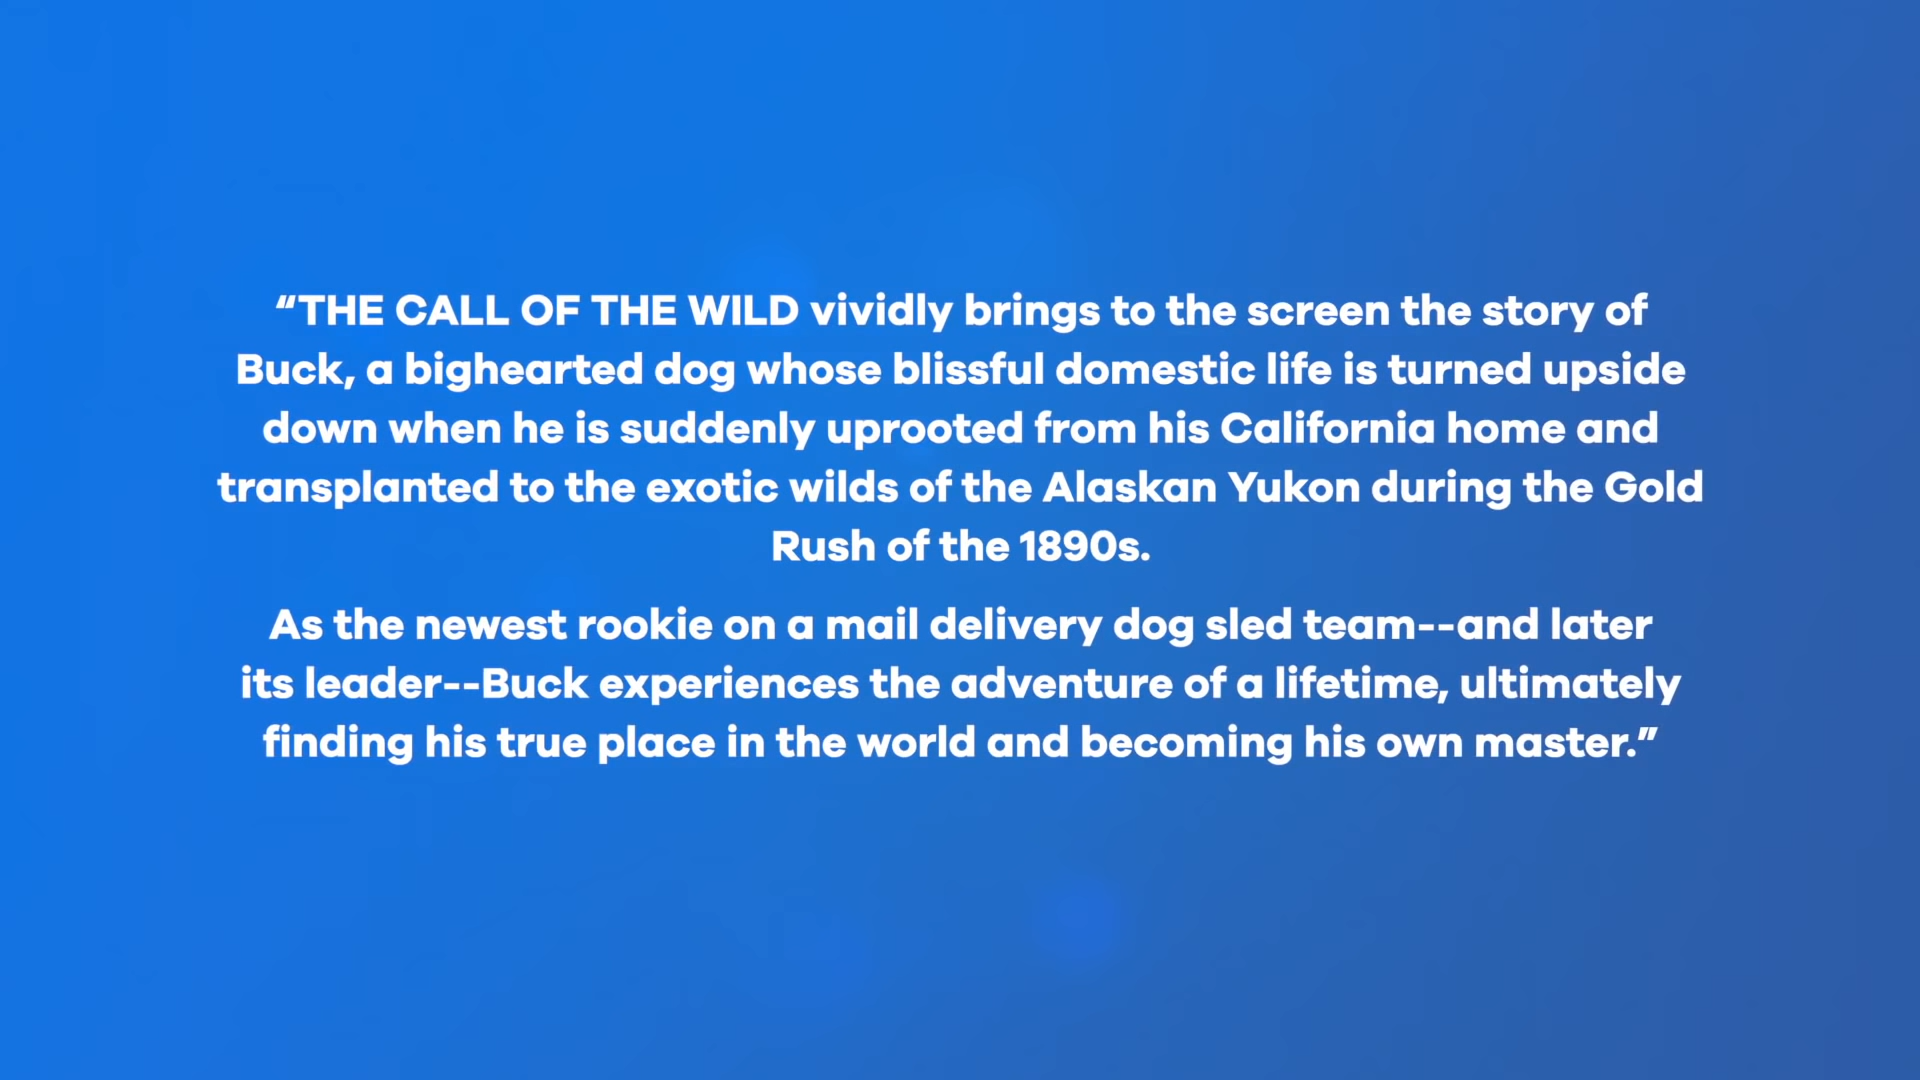 “THE CALL OF THE WILD vividly brings to the screen the story of
Buck, a bighearted dog whose blissful domestic life is turned upside
down when he is suddenly uprooted from his California home and
transplanted to the exotic wilds of the Alaskan Yukon during the Gold
Rush of the 1890s.
As the newest rookie on a mail delivery dog sled team--and later
its leader--Buck experiences the adventure of a lifetime, ultimately
finding his true place in the world and becoming his own master.”